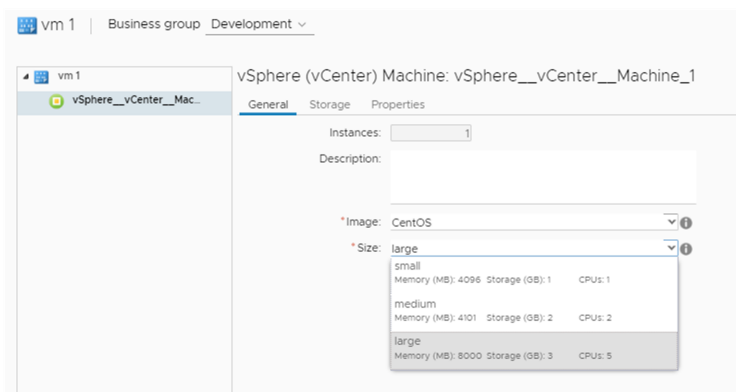 vm 1 Business group Development
vm 1
vSphere__vCenter__Mac...
vSphere (vCenter) Machine: vSphere__vCenter__Machine_1
General Storage Properties
Instances: 1
Description:
*Image: CentOS
*Size: large
small
Memory (MB): 4096 Storage (GB): 1 CPUs: 1
medium
Memory (MB): 4101 Storage (GB): 2 CPUs: 2
large
Memory (MB): 8000 Storage (GB): 3 CPUs: 5